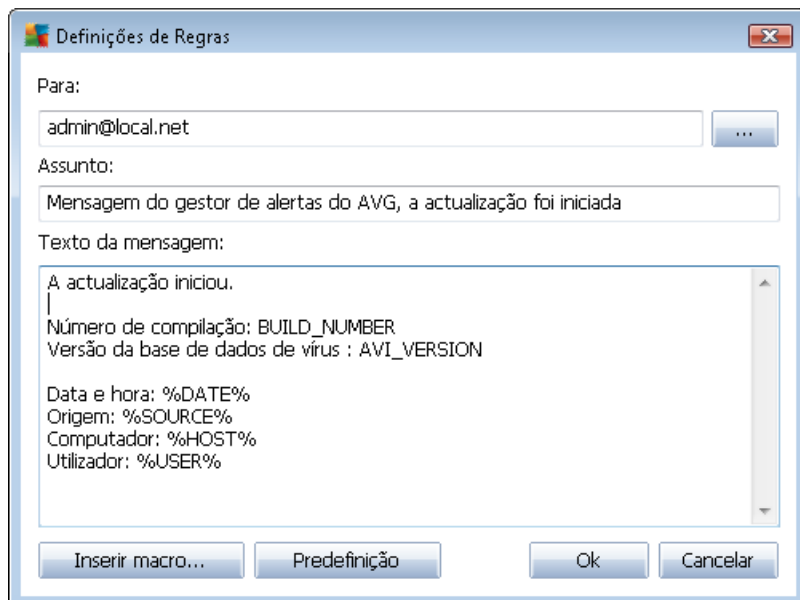 Definições de Regras
Para:
admin@local.net
...
Assunto:
Mensagem do gestor de alertas do AVG, a actualização foi iniciada
Texto da mensagem:
A actualização iniciou.
Número de compilação: BUILD_NUMBER
Versão da base de dados de vírus : AVI_VERSION
Data e hora: %DATE%
Origem: %SOURCE%
Computador: %HOST%
Utilizador: %USER%
Inserir macro... Predefinição Ok Cancelar